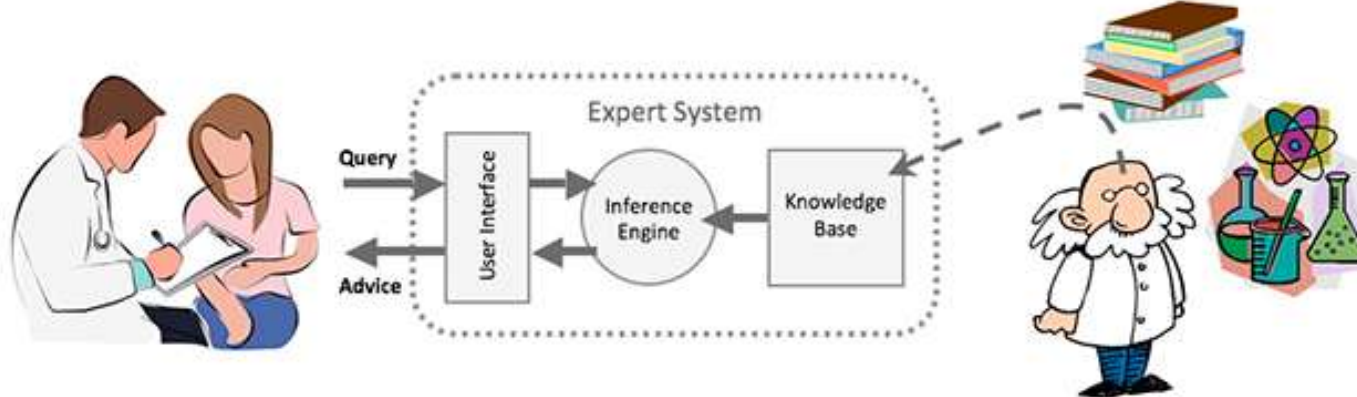 Expert System
Query
Advice
User Interface
Inference
Engine
Knowledge
Base